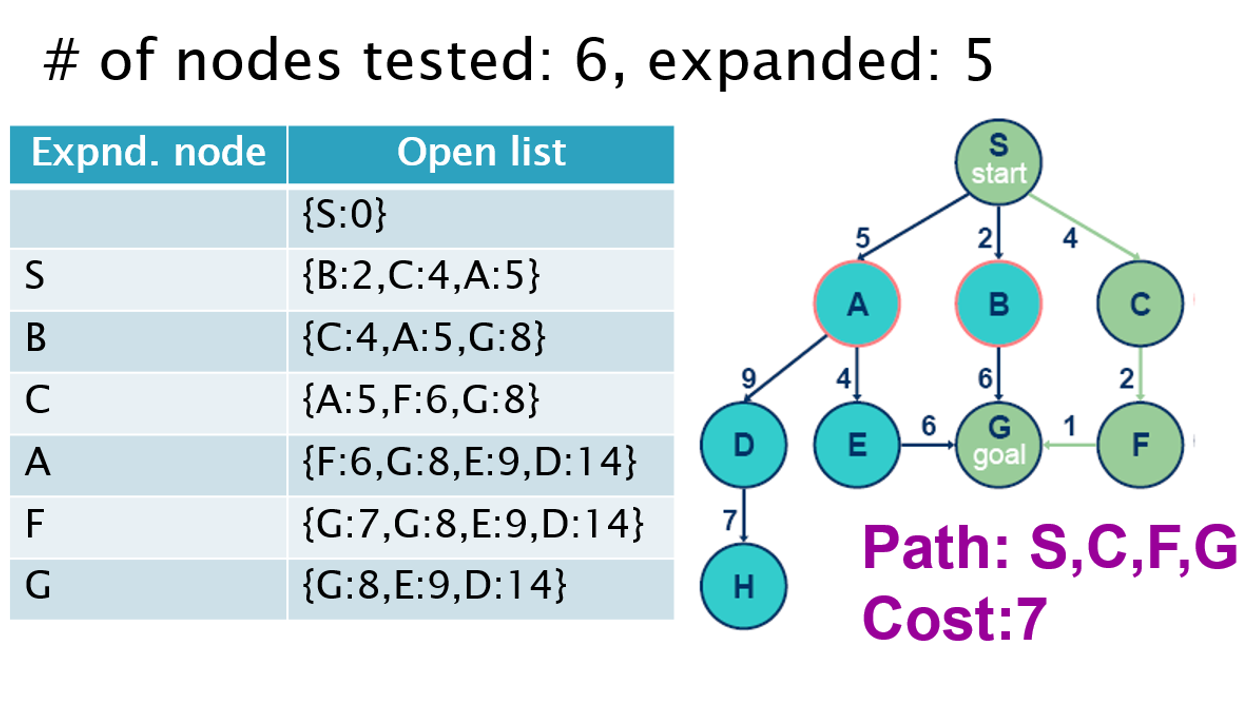 # of nodes tested: 6, expanded: 5
Expnd. node Open list
{S:0}
S {B:2,C:4,A:5}
B {C:4,A:5,G:8}
C {A:5,F:6,G:8}
A {F:6,G:8,E:9,D:14}
F {G:7,G:8,E:9,D:14}
G {G:8,E:9,D:14}
S
start
5 2 4
A B C
9 4 6 2
D E 6 G 1 F
goal
7
H
Path: S,C,F,G
Cost:7